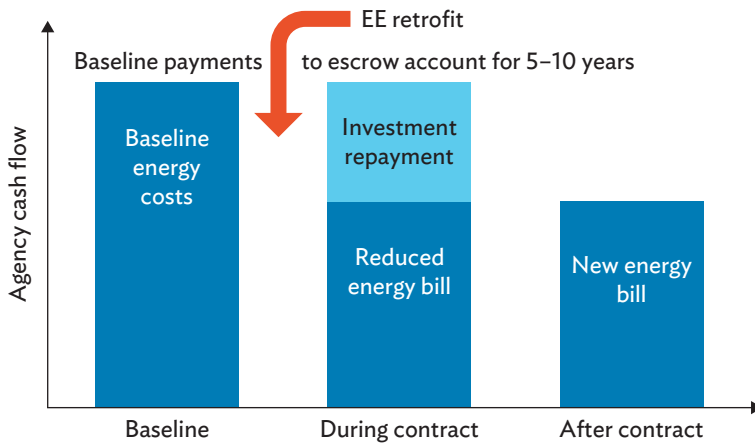 EE retrofit
Baseline payments to escrow account for 5–10 years
Agency cash flow
Baseline
energy
costs
Investment
repayment
Reduced
energy bill
New energy
bill
Baseline
During contract
After contract